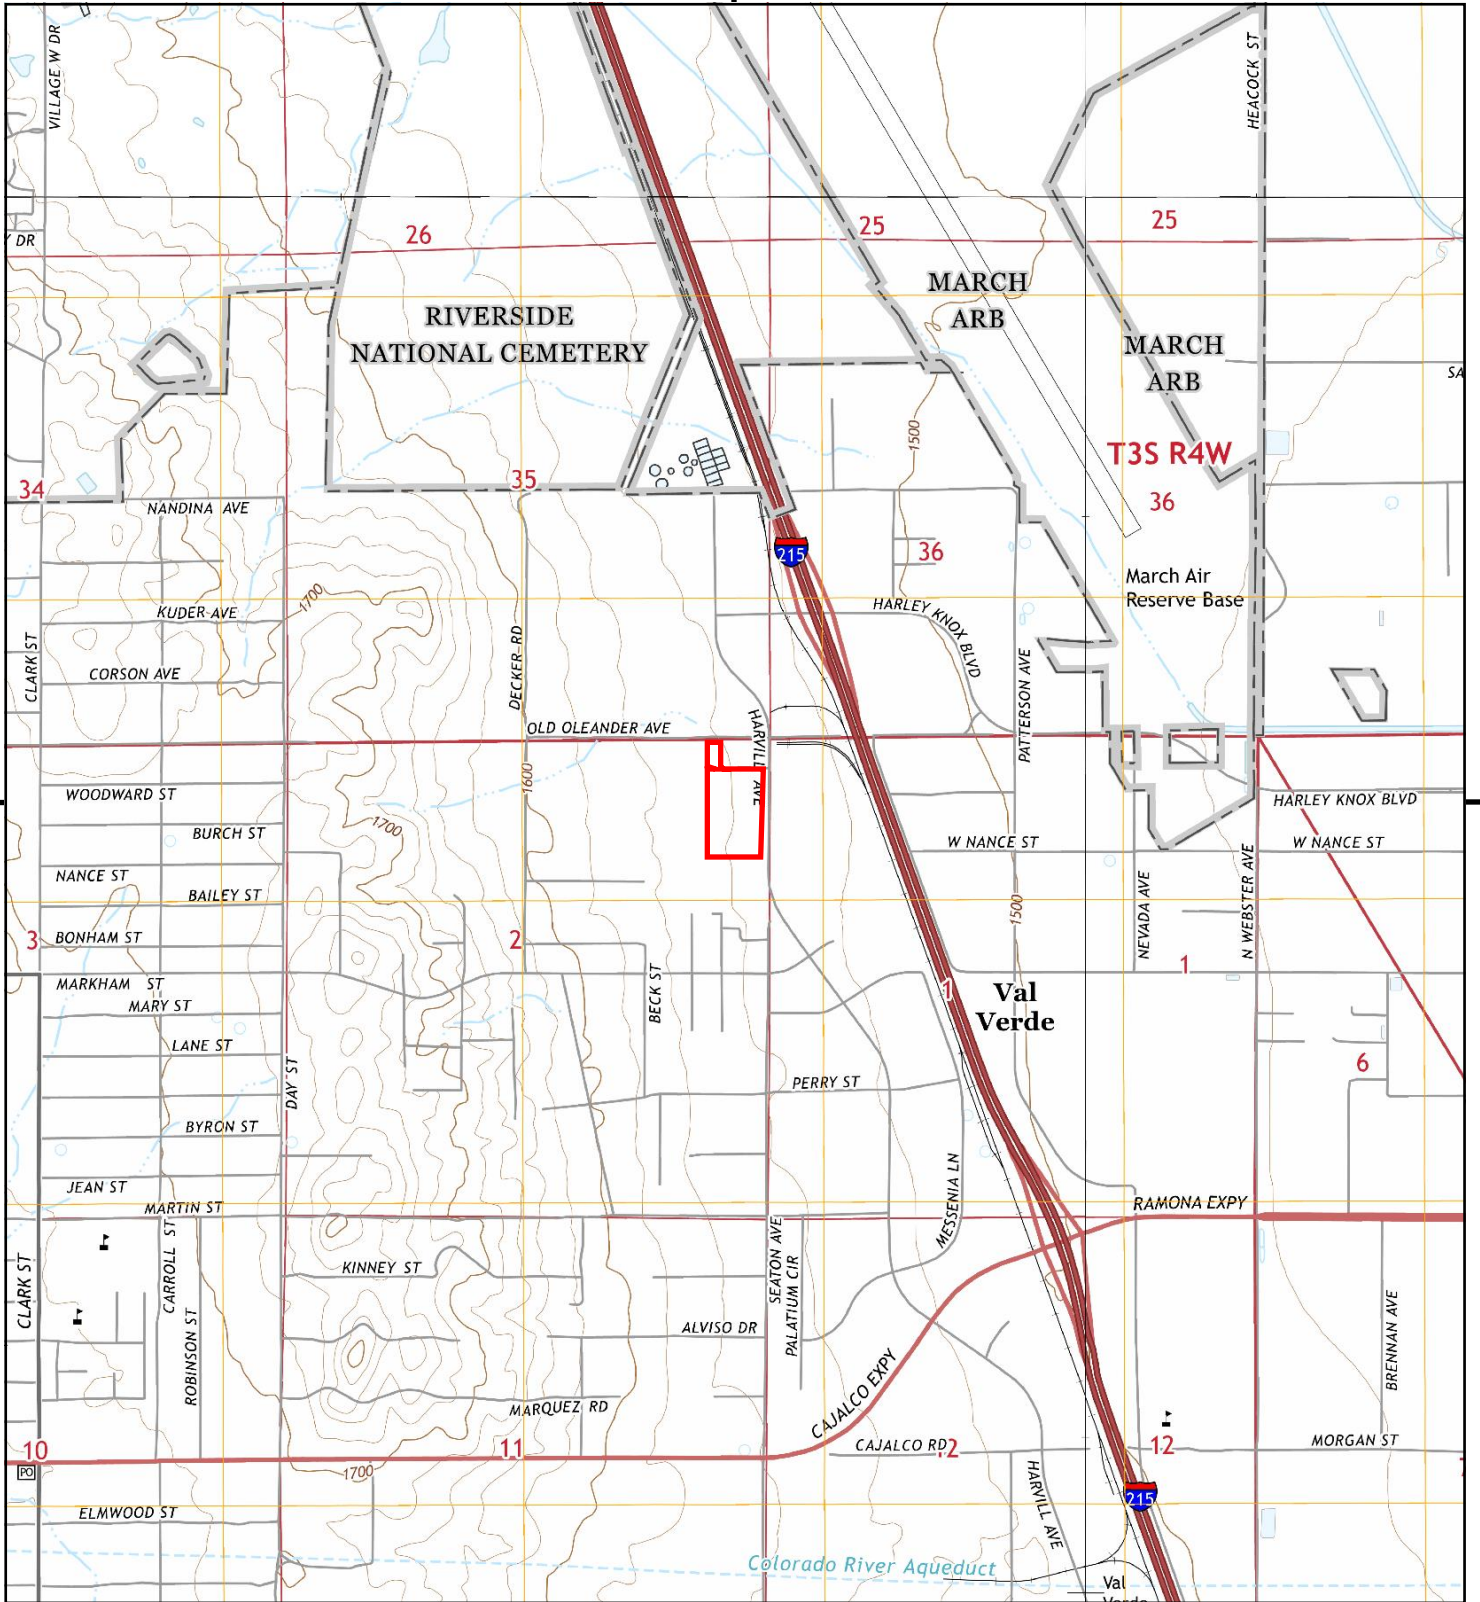 VILLAGE W DR
HEACOCK ST
Y DR
26
25
25
MARCH
ARB
RIVERSIDE
NATIONAL CEMETERY
MARCH
ARB
SA
1500
T3S R4W
34
35
36
NANDINA AVE
215
36
March Air
Reserve Base
1700
KUDER AVE
HARLEY KNOX BLVD
CLARK ST
DECKER RD
PATTERSON AVE
CORSON AVE
OLD OLEANDER AVE
HARVILL AVE
1600
WOODWARD ST
HARLEY KNOX BLVD
1700
BURCH ST
W NANCE ST
W NANCE ST
NANCE ST
BAILEY ST
1500
NEVADA AVE
N WEBSTER AVE
3
BONHAM ST
2
1
MARKHAM ST
BECK ST
1
Val
Verde
MARY ST
LANE ST
6
DAY ST
PERRY ST
BYRON ST
JEAN ST
MESSENIA LN
MARTIN ST
RAMONA EXPY
CARROLL ST
SEATON AVE
PALATIUM CIR
CLARK ST
KINNEY ST
ROBINSON ST
ALVISO DR
BRENNAN AVE
CAJALCO EXPY
MARQUEZ RD
10
11
CAJALCO RD
12
12
MORGAN ST
PO
1700
HARVILL AVE
215
ELMWOOD ST
Colorado River Aqueduct
Val
Verde